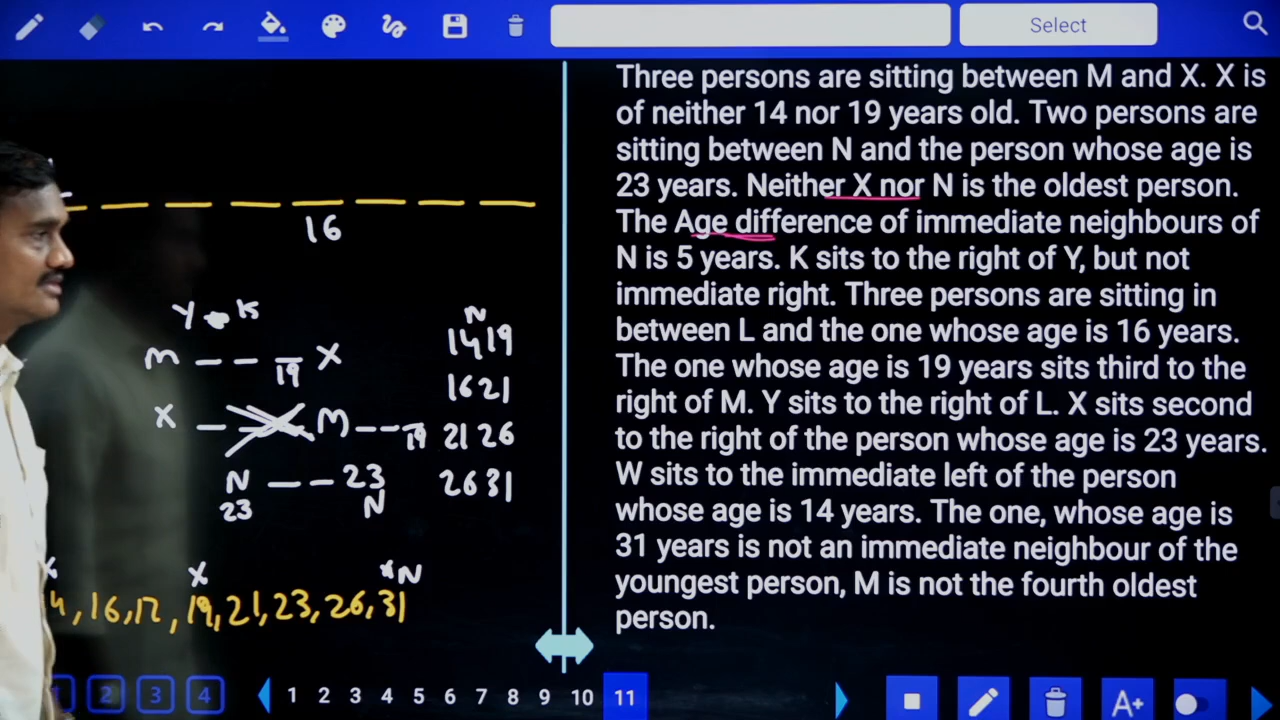 Select
Three persons are sitting between M and X. X is
of neither 14 nor 19 years old. Two persons are
sitting between N and the person whose age is
23 years. Neither X nor N is the oldest person.
The Age difference of immediate neighbours of
N is 5 years. K sits to the right of Y, but not
immediate right. Three persons are sitting in
between L and the one whose age is 16 years.
The one whose age is 19 years sits third to the
right of M. Y sits to the right of L. X sits second
to the right of the person whose age is 23 years.
W sits to the immediate left of the person
whose age is 14 years. The one, whose age is
31 years is not an immediate neighbour of the
youngest person, M is not the fourth oldest
person.
16
Y K
M – – 19 X
X – M – – 19
N – – 23
23 N
N
14 19
16 21
21 26
26 31
X X X N
4, 16, 17, 19, 21, 23, 26, 31
1 2 3 4
1 2 3 4 5 6 7 8 9 10 11
A+